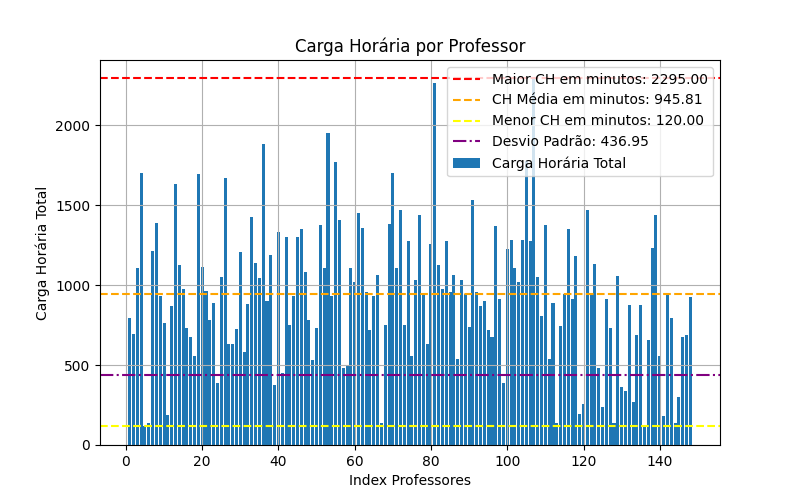 Carga Horária por Professor
Maior CH em minutos: 2295.00
CH Média em minutos: 945.81
Menor CH em minutos: 120.00
Desvio Padrão: 436.95
Carga Horária Total
Carga Horária Total
2000
1500
1000
500
0
0 20 40 60 80 100 120 140
Index Professores